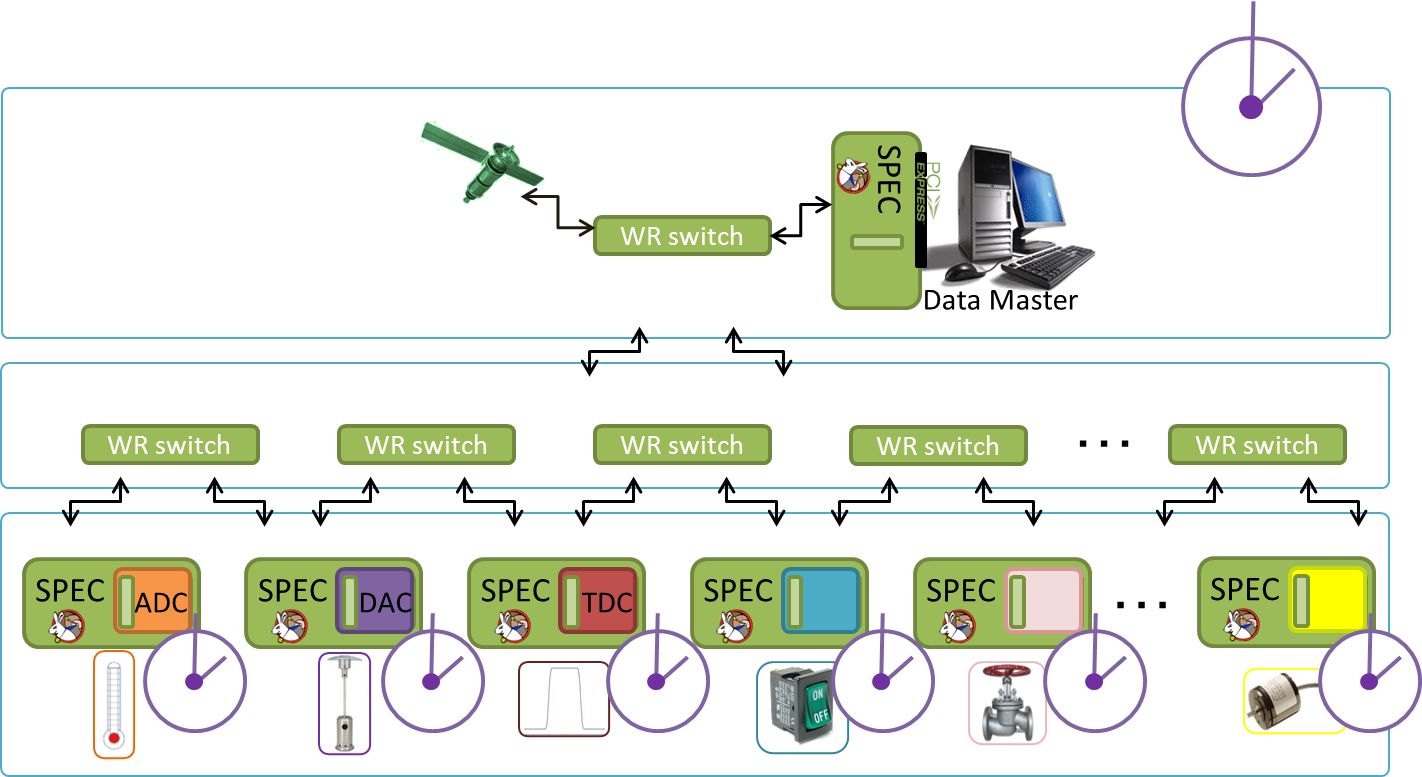 SPEC
PCI
EXPRESS
WR switch
Data Master
WR switch
WR switch
WR switch
WR switch
...
WR switch
SPEC
ADC
SPEC
DAC
SPEC
TDC
SPEC
SPEC
...
SPEC
ON
OFF